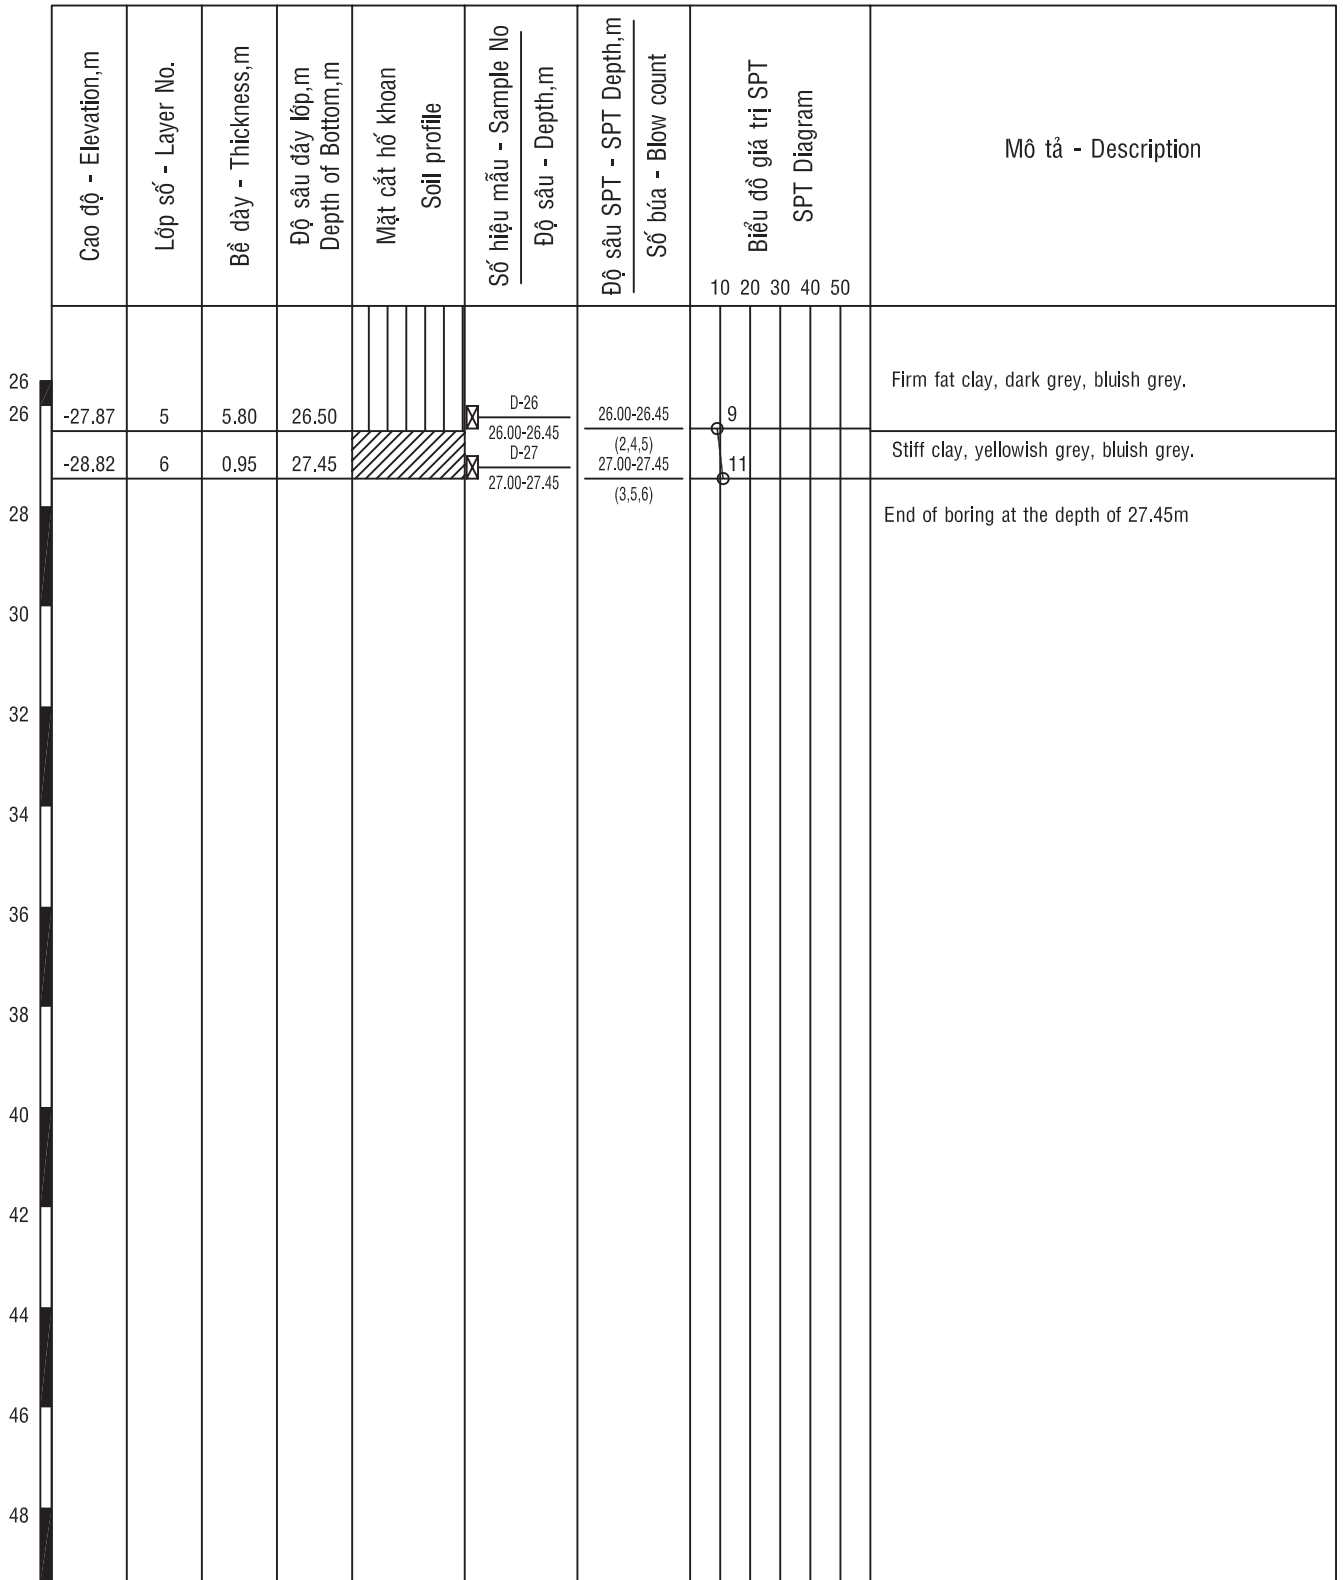 Cao độ - Elevation,m
Lớp số - Layer No.
Bề dày - Thickness,m
Độ sâu đáy lớp,m
Depth of Bottom,m
Mặt cắt hố khoan
Soil profile
Số hiệu mẫu - Sample No
Độ sâu - Depth,m
Độ sâu SPT - SPT Depth,m
Số búa - Blow count
Biểu đồ giá trị SPT
SPT Diagram
10 20 30 40 50
Mô tả - Description
26
Firm fat clay, dark grey, bluish grey.
26
-27.87 5 5.80 26.50
D-26
26.00-26.45
26.00-26.45
(2,4,5)
9
-28.82 6 0.95 27.45
D-27
27.00-27.45
27.00-27.45
(3,5,6)
11
Stiff clay, yellowish grey, bluish grey.
28
End of boring at the depth of 27.45m
30
32
34
36
38
40
42
44
46
48